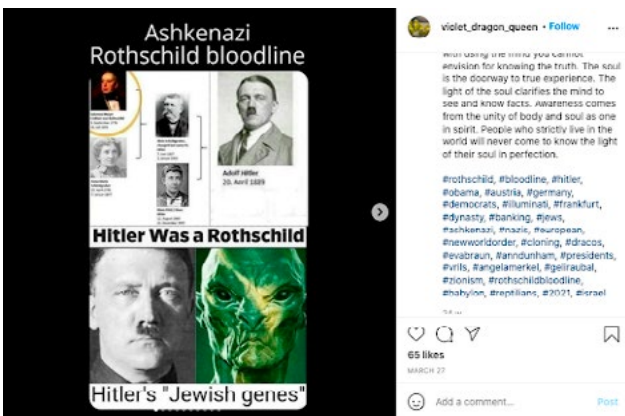 Ashkenazi
Rothschild bloodline
Adolf Hitler
20. April 1889
Hitler Was a Rothschild
Hitler's "Jewish genes"
violet_dragon_queen • Follow
with using the mind you cannot
envision for knowing the truth. The soul
is the doorway to true experience. The
light of the soul clarifies the mind to
see and know facts. Awareness comes
from the unity of body and soul as one
in spirit. People who strictly live in the
world will never come to know the light
of their soul in perfection.
#rothschild, #bloodline, #hitler,
#obama, #austria, #germany,
#democrats, #illuminati, #frankfurt,
#dynasty, #banking, #jews,
#ashkenazi, #nazis, #european,
#newworldorder, #cloning, #dracos,
#evabraun, #anndunham, #presidents,
#vrils, #angelamerkel, #geliraubal,
#zionism, #rothschildbloodline,
#babylon, #reptilians, #2021, #israel
65 likes
MARCH 27
Add a comment...
Post